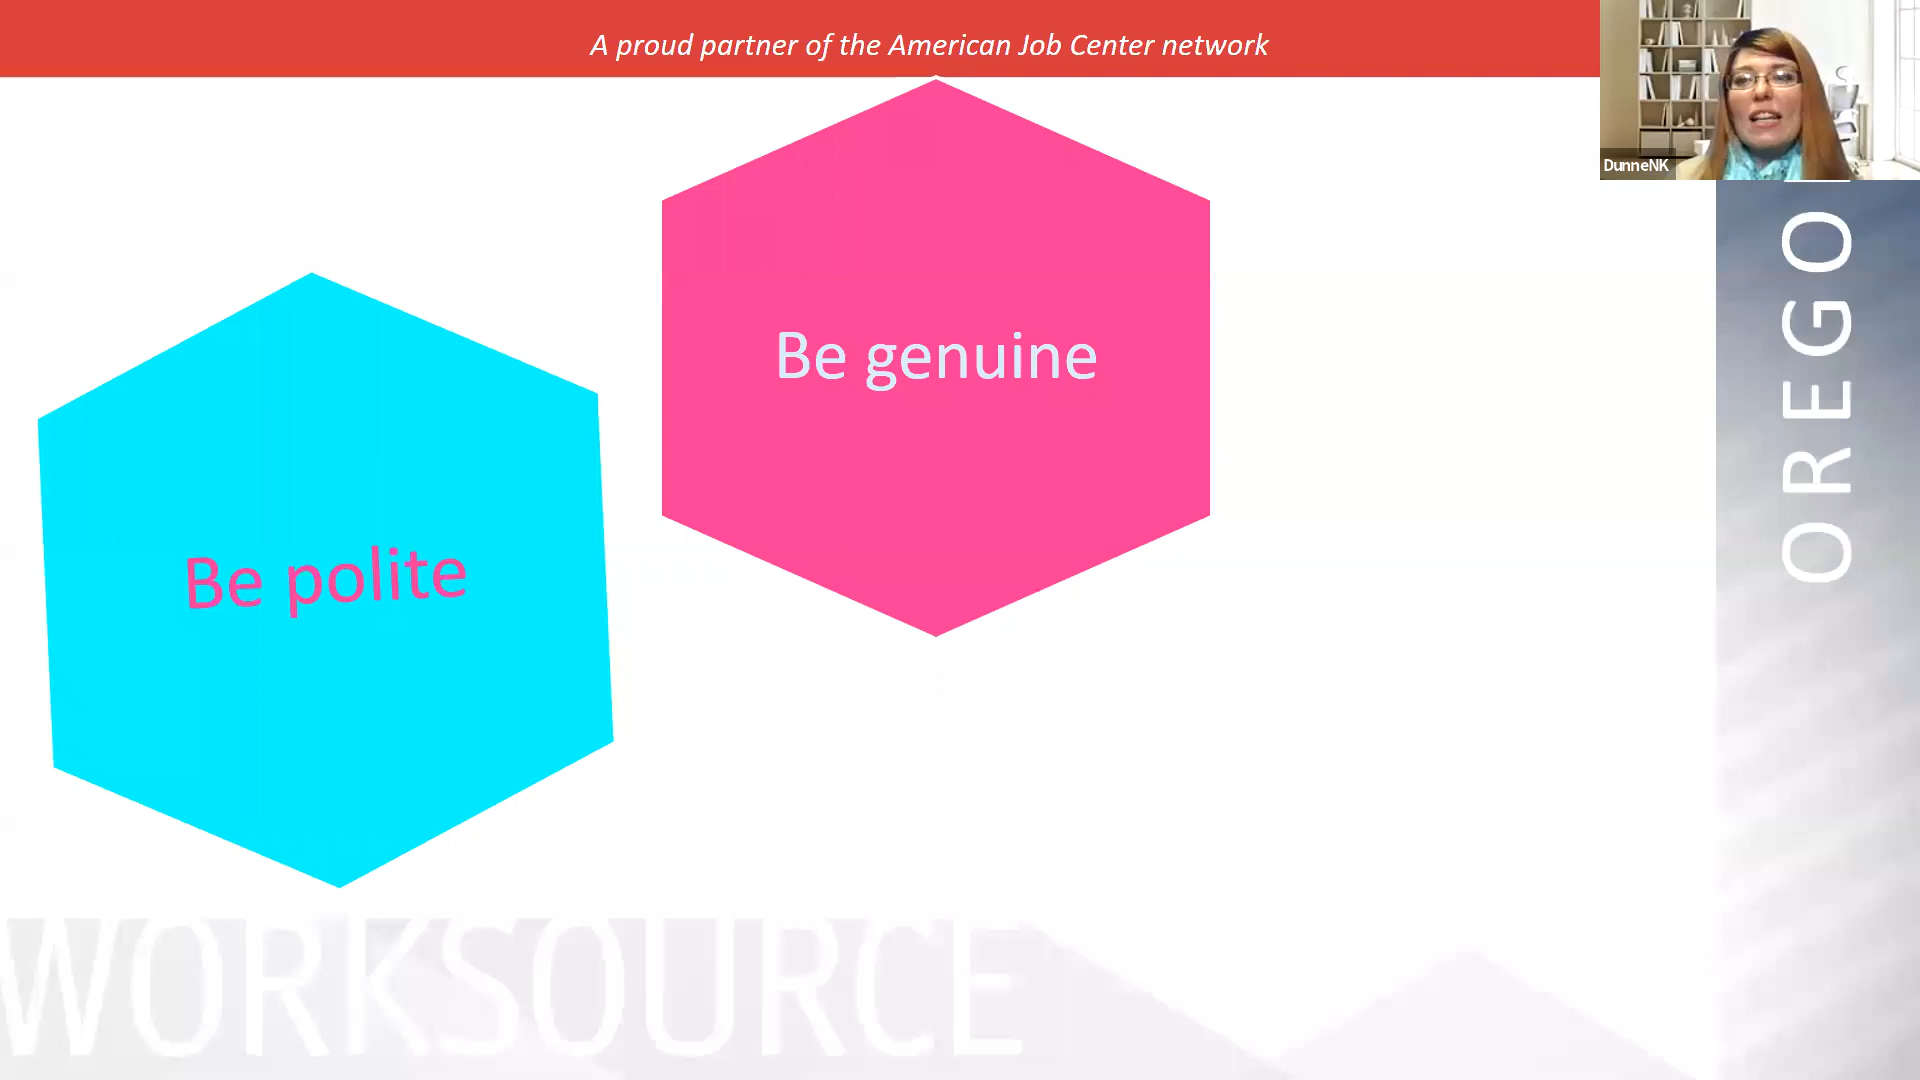 A proud partner of the American Job Center network
DunneNK
Be genuine
Be polite
OREGO
WORKSOURCE